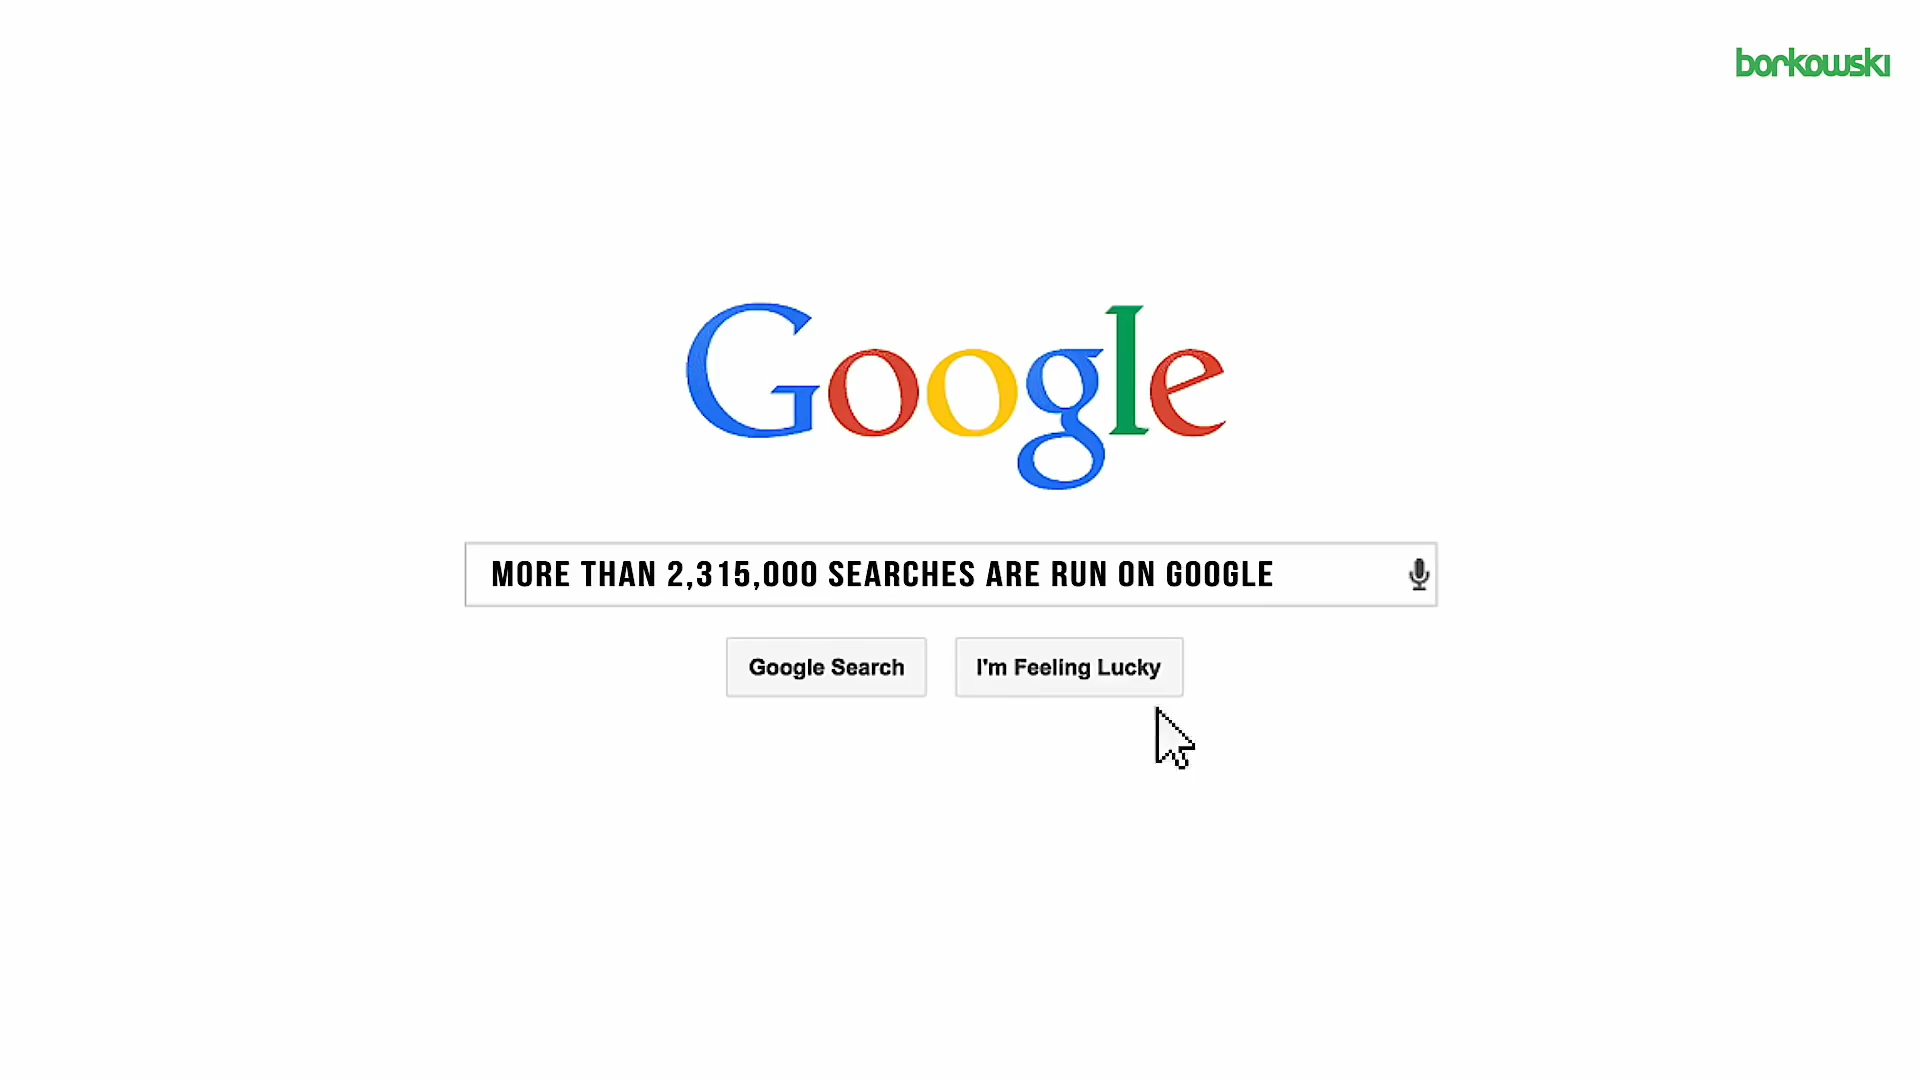 borkowski
Google
MORE THAN 2,315,000 SEARCHES ARE RUN ON GOOGLE
Google Search
I'm Feeling Lucky